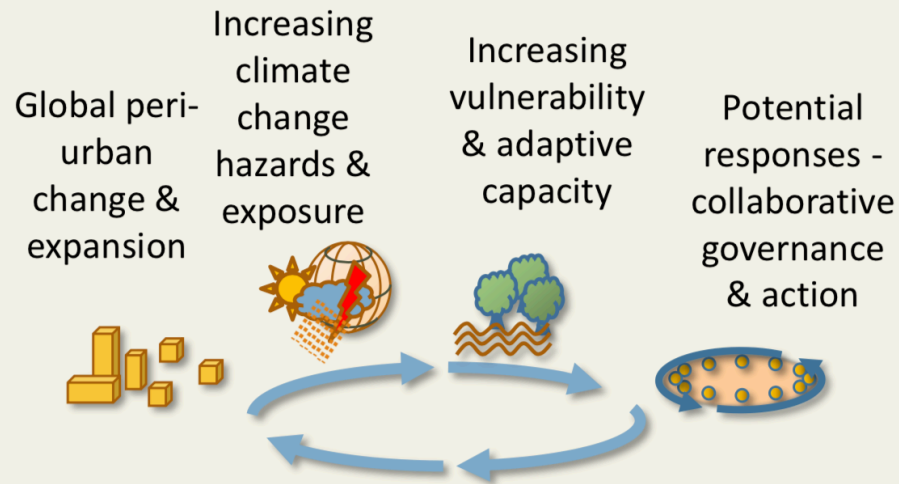 Global peri-
urban
change &
expansion
Increasing
climate
change
hazards &
exposure
Increasing
vulnerability
& adaptive
capacity
Potential
responses -
collaborative
governance
& action